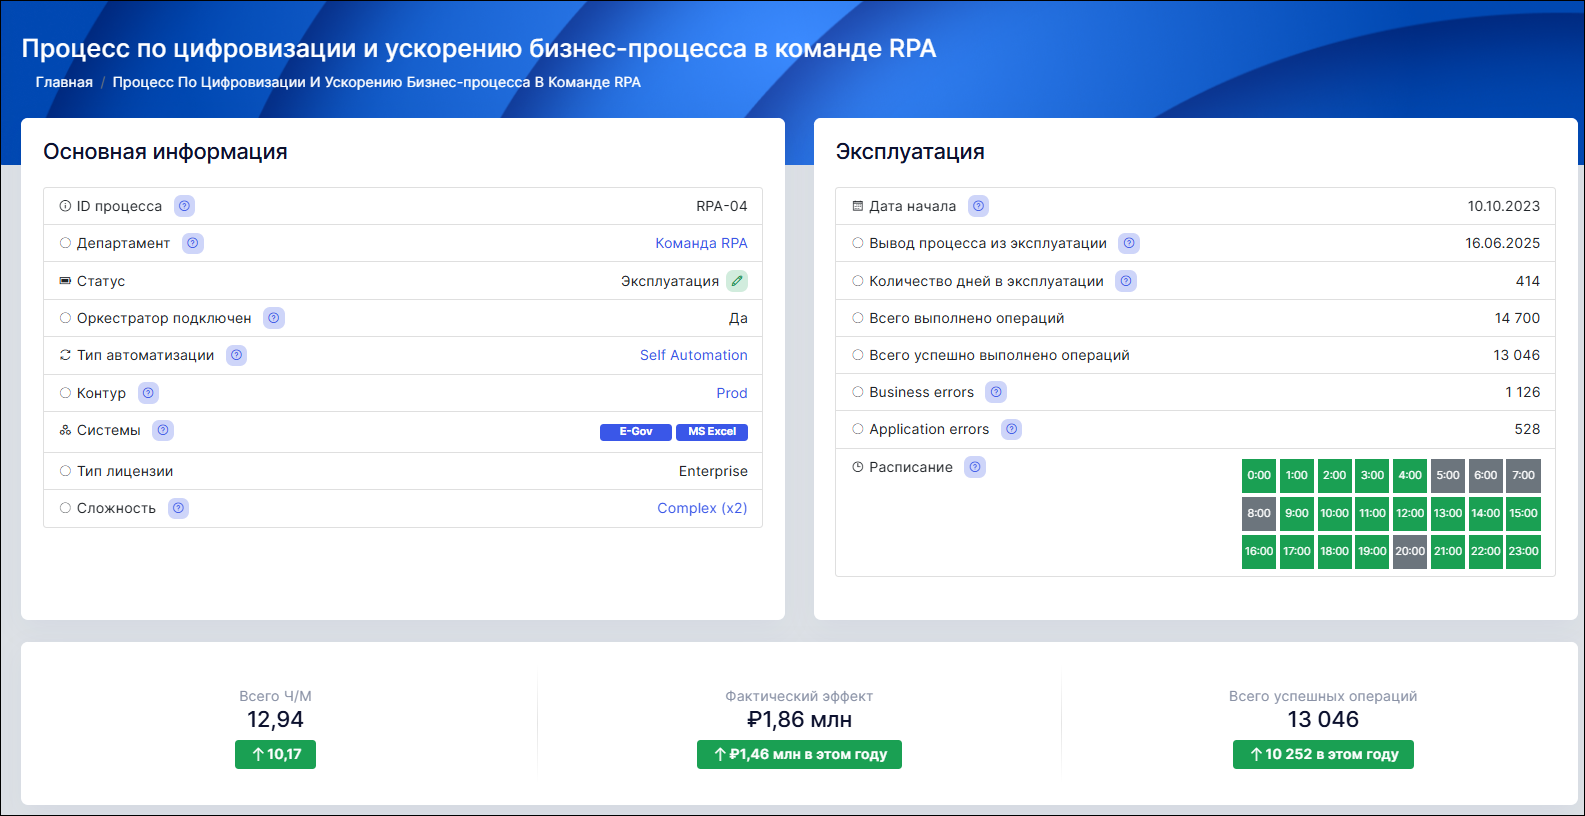 Процесс по цифровизации и ускорению бизнес-процесса в команде RPA
Главная / Процесс По Цифровизации И Ускорению Бизнес-процесса В Команде RPA
Основная информация
ID процесса RPA-04
Департамент Команда RPA
Статус Эксплуатация
Оркестратор подключен Да
Тип автоматизации Self Automation
Контур Prod
Системы E-Gov MS Excel
Тип лицензии Enterprise
Сложность Complex (x2)
Эксплуатация
Дата начала 10.10.2023
Вывод процесса из эксплуатации 16.06.2025
Количество дней в эксплуатации 414
Всего выполнено операций 14 700
Всего успешно выполнено операций 13 046
Business errors 1 126
Application errors 528
Расписание 0:00 1:00 2:00 3:00 4:00 5:00 6:00 7:00
8:00 9:00 10:00 11:00 12:00 13:00 14:00 15:00
16:00 17:00 18:00 19:00 20:00 21:00 22:00 23:00
Всего Ч/М
12,94
↑ 10,17
Фактический эффект
₽1,86 млн
↑ ₽1,46 млн в этом году
Всего успешных операций
13 046
↑ 10 252 в этом году